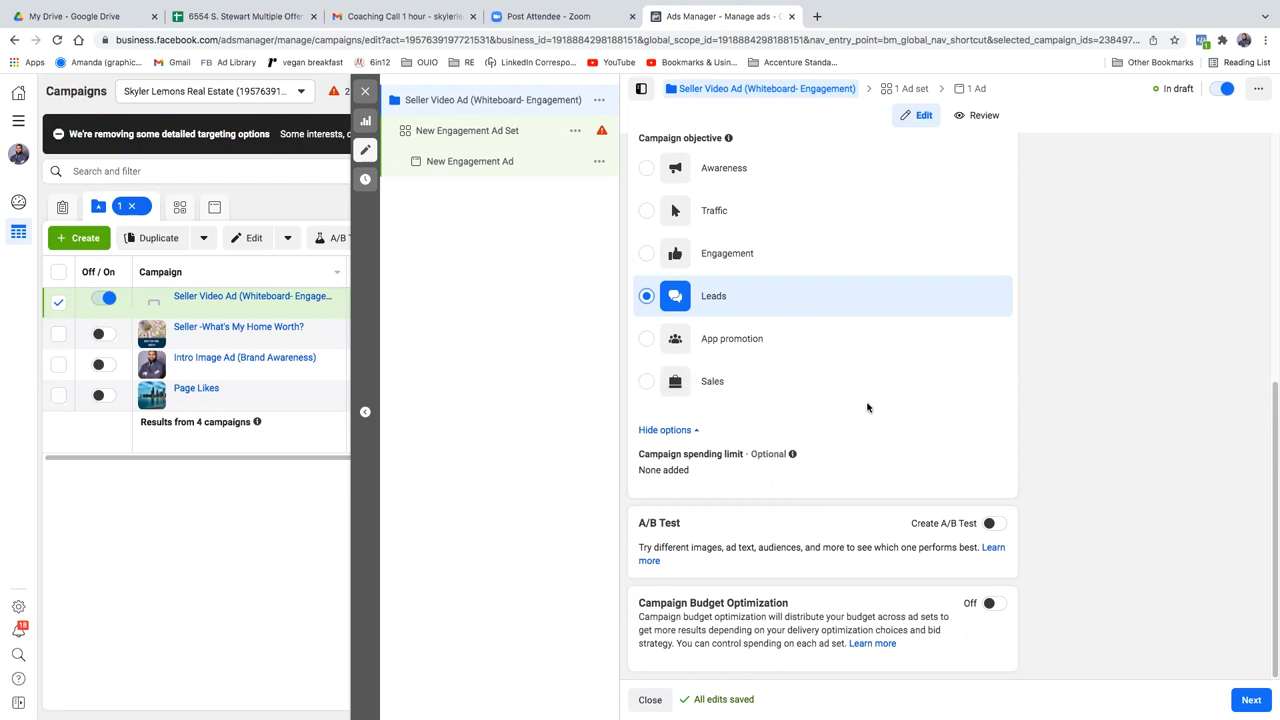 My Drive - Google Drive
6554 S. Stewart Multiple Offer
Coaching Call 1 hour - skylerle
Post Attendee - Zoom
Ads Manager - Manage ads - C
business.facebook.com/adsmanager/manage/campaigns/edit?act=1957639197721531&business_id=1918884298188151&global_scope_id=1918884298188151&nav_entry_point=bm_global_nav_shortcut&selected_campaign_ids=238497...
Apps
Amanda (graphic...
Gmail
Ad Library
vegan breakfast
6in12
OUIO
RE
LinkedIn Correspo...
YouTube
Bookmarks & Usin...
Accenture Standa...
Other Bookmarks
Reading List
Campaigns
Skyler Lemons Real Estate (19576391...
2
We're removing some detailed targeting options Some interests,
Search and filter
1
Create
Duplicate
Edit
A/B T
Off / On
Campaign
Seller Video Ad (Whiteboard- Engage...
Seller -What's My Home Worth?
Intro Image Ad (Brand Awareness)
Page Likes
Results from 4 campaigns
18
Seller Video Ad (Whiteboard- Engagement)
New Engagement Ad Set
New Engagement Ad
Seller Video Ad (Whiteboard- Engagement)
1 Ad set
1 Ad
In draft
Edit
Review
Campaign objective
Awareness
Traffic
Engagement
Leads
App promotion
Sales
Hide options
Campaign spending limit · Optional
None added
A/B Test
Create A/B Test
Try different images, ad text, audiences, and more to see which one performs best. Learn
more
Campaign Budget Optimization
Off
Campaign budget optimization will distribute your budget across ad sets to
get more results depending on your delivery optimization choices and bid
strategy. You can control spending on each ad set. Learn more
Close
All edits saved
Next